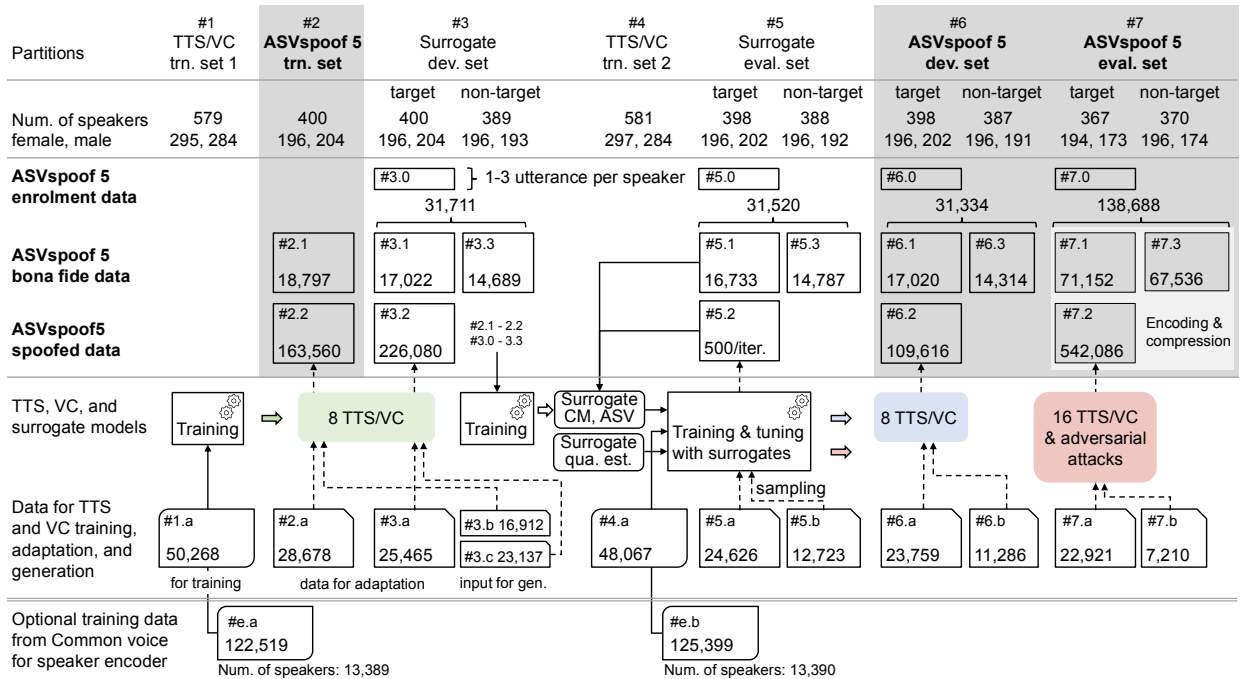 Partitions
#1
TTS/VC
trn. set 1
#2
ASVspoof 5
trn. set
#3
Surrogate
dev. set
#4
TTS/VC
trn. set 2
#5
Surrogate
eval. set
#6
ASVspoof 5
dev. set
#7
ASVspoof 5
eval. set
target non-target target non-target target non-target target non-target
Num. of speakers 579 400 400 389 581 398 388 398 387 367 370
female, male 295, 284 196, 204 196, 204 196, 193 297, 284 196, 202 196, 192 196, 202 196, 191 194, 173 196, 174
ASVspoof 5
enrolment data
#3.0 1-3 utterance per speaker #5.0 #6.0 #7.0
31,711 31,520 31,334 138,688
ASVspoof 5
bona fide data
#2.1 #3.1 #3.3 #5.1 #5.3 #6.1 #6.3 #7.1 #7.3
18,797 17,022 14,689 16,733 14,787 17,020 14,314 71,152 67,536
ASVspoof5
spoofed data
#2.2 #3.2 #5.2 #6.2 #7.2
163,560 226,080 500/iter. 109,616 542,086
#2.1 - 2.2
#3.0 - 3.3
Encoding &
compression
TTS, VC, and
surrogate models
Training
8 TTS/VC
Training
Surrogate
CM, ASV
Surrogate
qua. est.
Training & tuning
with surrogates
8 TTS/VC
16 TTS/VC
& adversarial
attacks
sampling
Data for TTS
and VC training,
adaptation, and
generation
#1.a
50,268
#2.a
28,678
#3.a
25,465
#3.b 16,912
#3.c 23,137
#4.a
48,067
#5.a
24,626
#5.b
12,723
#6.a
23,759
#6.b
11,286
#7.a
22,921
#7.b
7,210
for training
data for adaptation
input for gen.
Optional training data
from Common voice
for speaker encoder
#e.a
122,519
Num. of speakers: 13,389
#e.b
125,399
Num. of speakers: 13,390